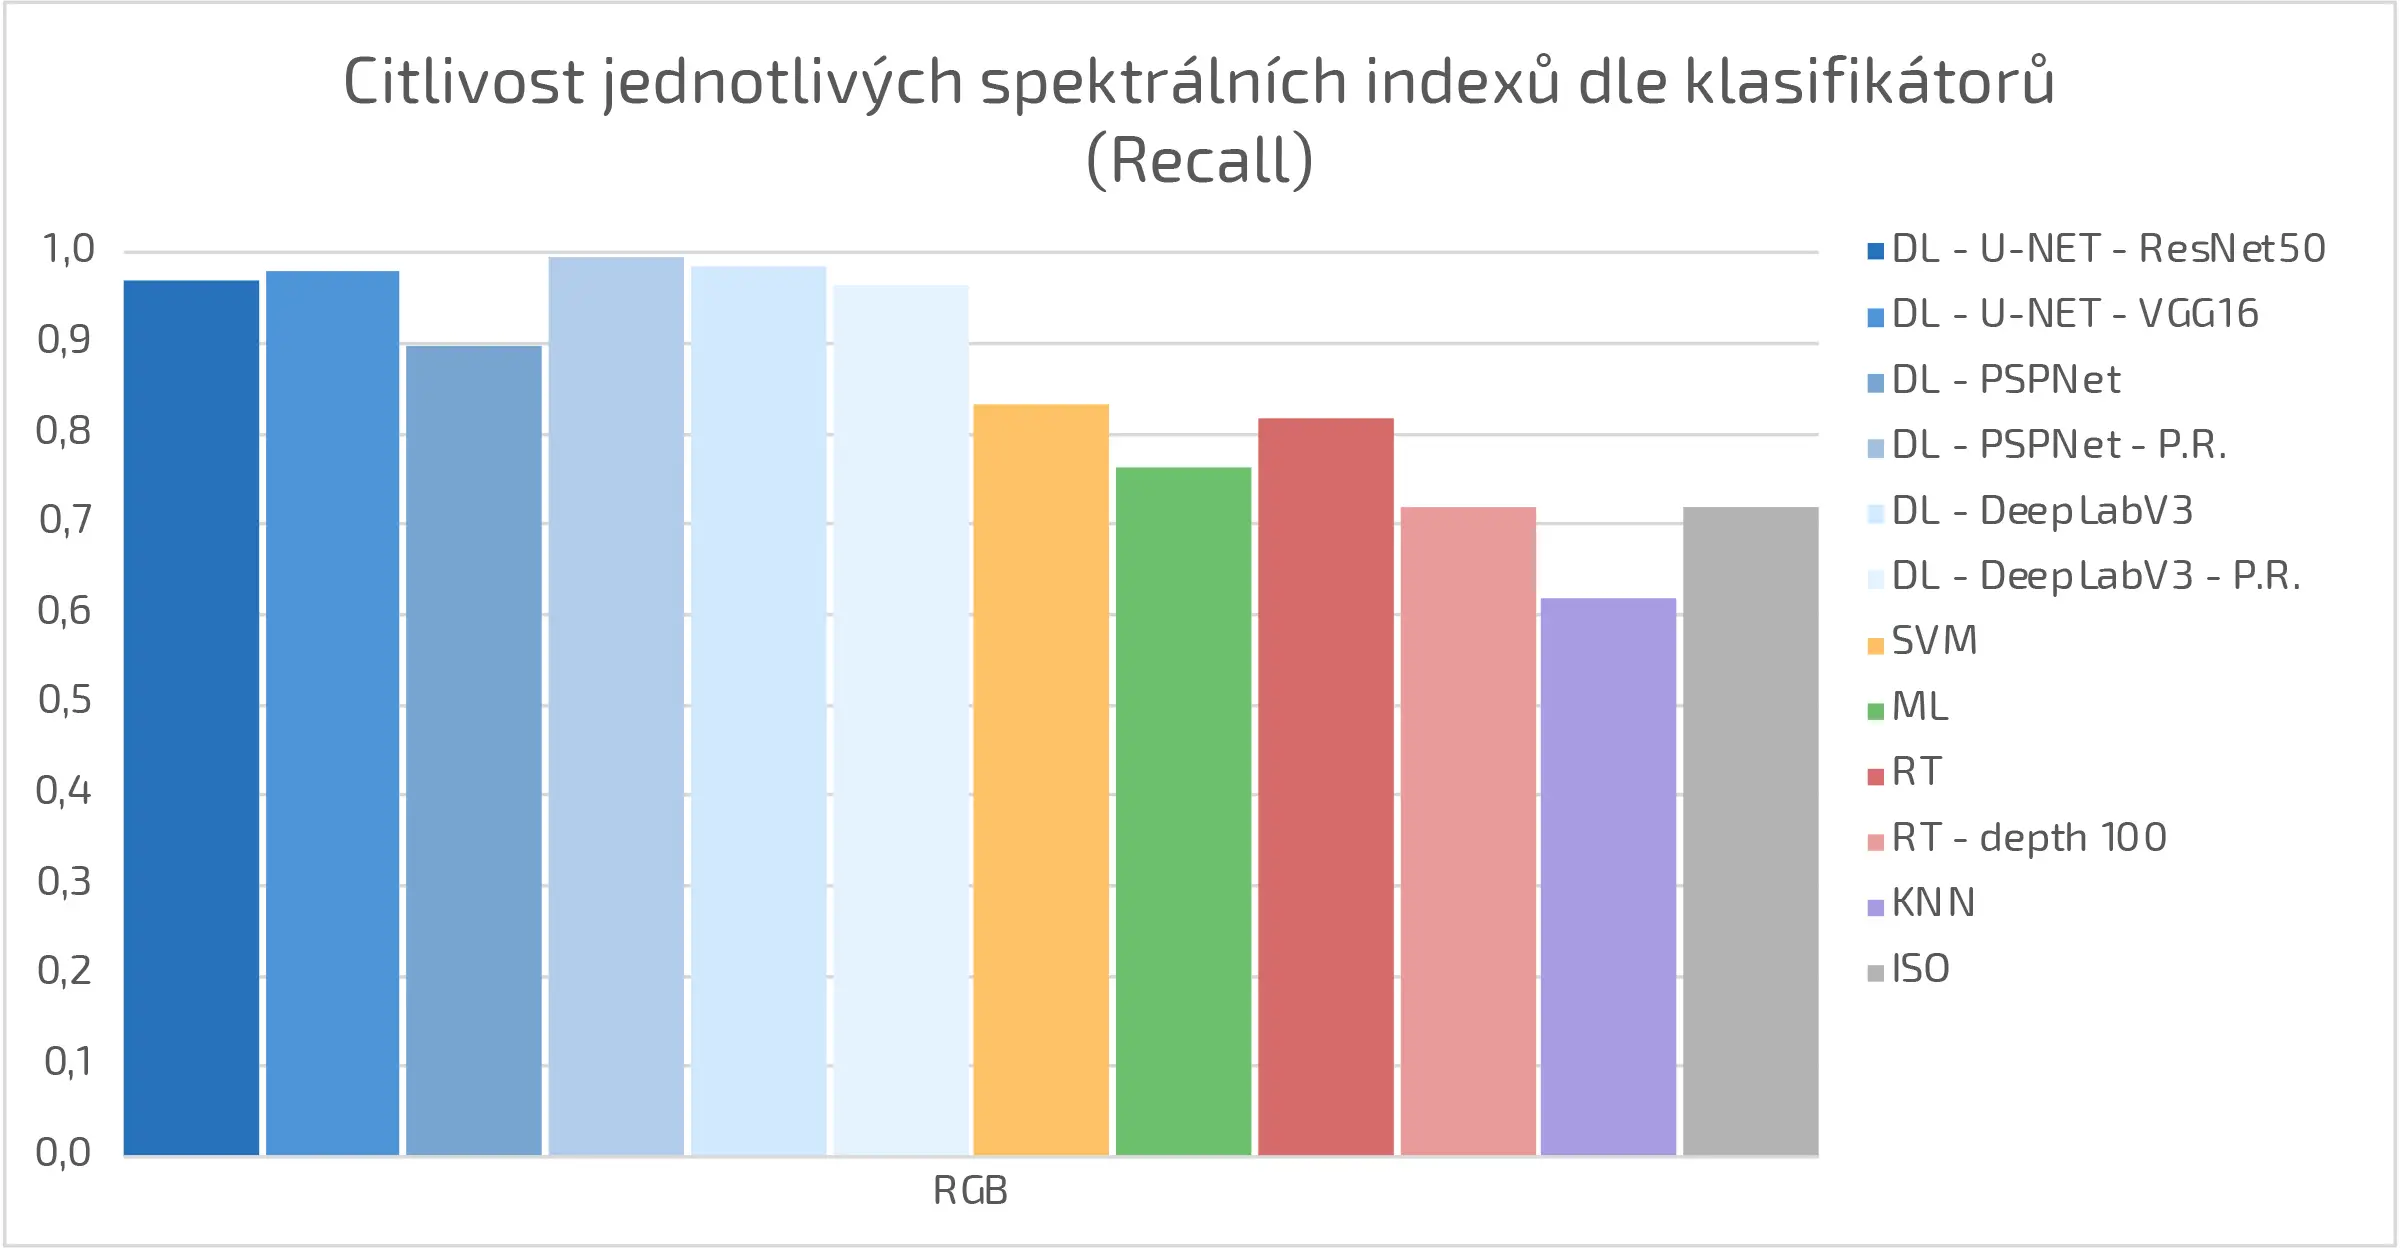 Citlivost jednotlivých spektrálních indexů dle klasifikátorů
(Recall)
1,0
0,9
0,8
0,7
0,6
0,5
0,4
0,3
0,2
0,1
0,0
RGB
DL - U-NET - ResNet50
DL - U-NET - VGG16
DL - PSPNet
DL - PSPNet - P.R.
DL - DeepLabV3
DL - DeepLabV3 - P.R.
SVM
ML
RT
RT - depth 100
KNN
ISO